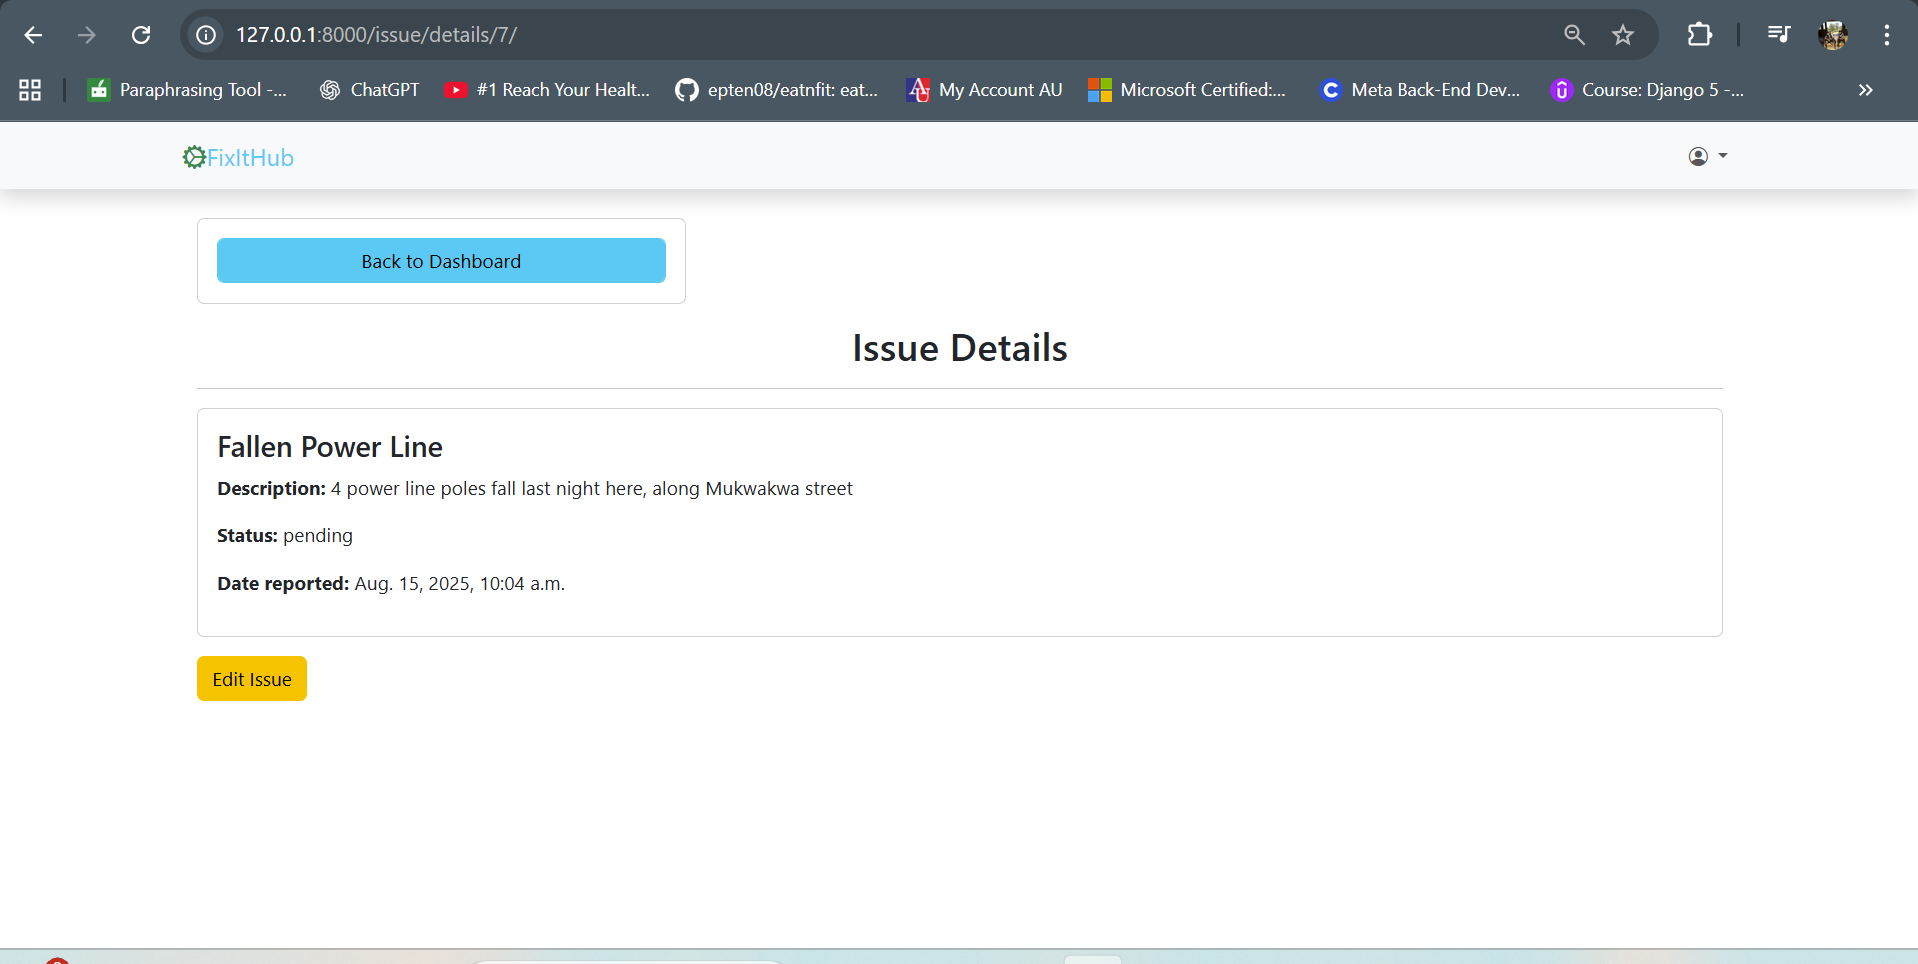 127.0.0.1:8000/issue/details/7/
Paraphrasing Tool -...
ChatGPT
#1 Reach Your Healt...
epten08/eatnfit: eat...
My Account AU
Microsoft Certified:...
Meta Back-End Dev...
Course: Django 5 -...
FixItHub
Back to Dashboard
Issue Details
Fallen Power Line
Description: 4 power line poles fall last night here, along Mukwakwa street
Status: pending
Date reported: Aug. 15, 2025, 10:04 a.m.
Edit Issue